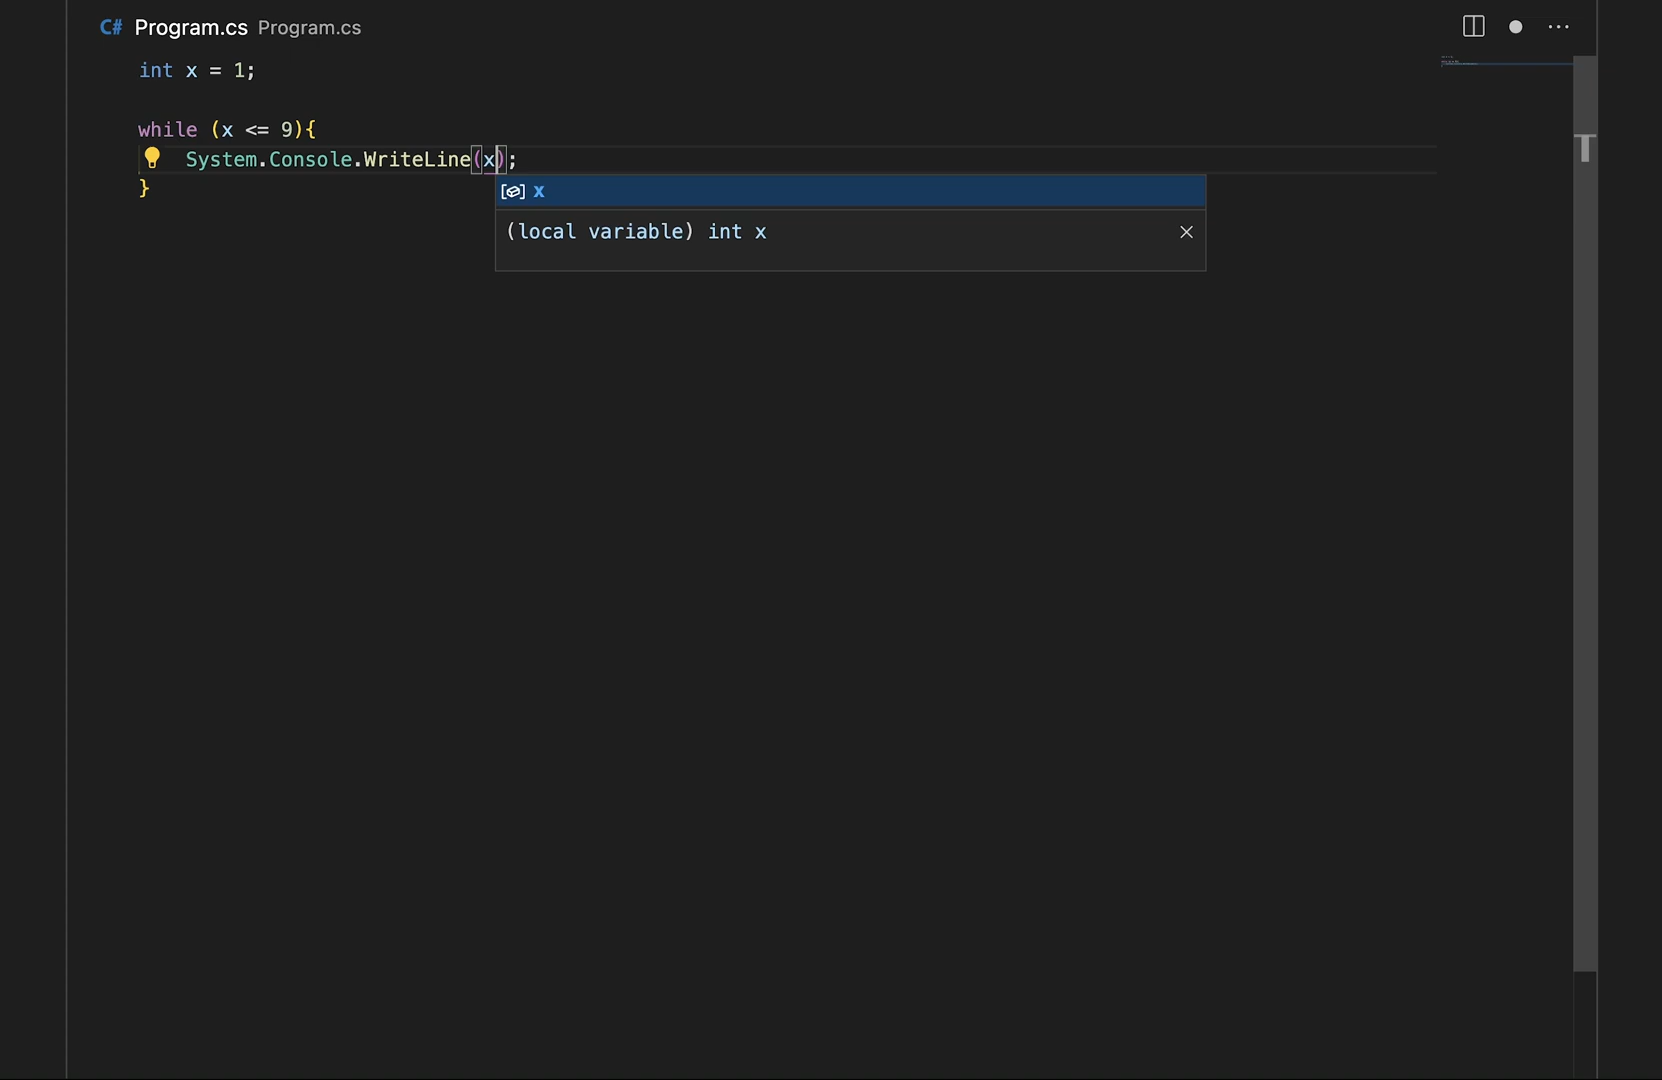 C# Program.cs Program.cs
int x = 1;
while (x <= 9){
System.Console.WriteLine(x);
}
x
(local variable) int x